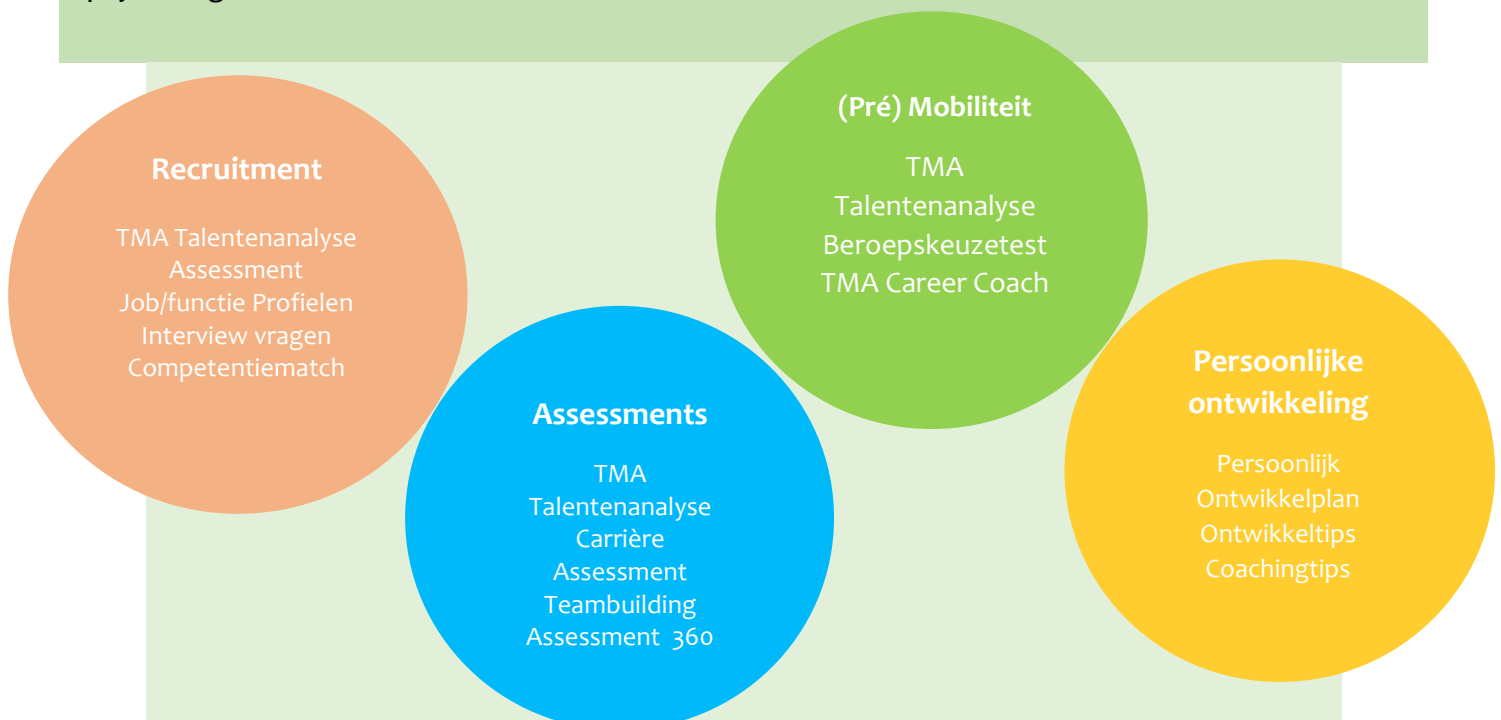 Recruitment
TMA Talentenanalyse
Assessment
Job/functie Profielen
Interview vragen
Competentiematch
Assessments
TMA
Talentenanalyse
Carrière
Assessment
Teambuilding
Assessment 360
(Pré) Mobiliteit
TMA
Talentenanalyse
Beroepskeuzetest
TMA Career Coach
Persoonlijke
ontwikkeling
Persoonlijk
Ontwikkelplan
Ontwikkeltips
Coachingtips